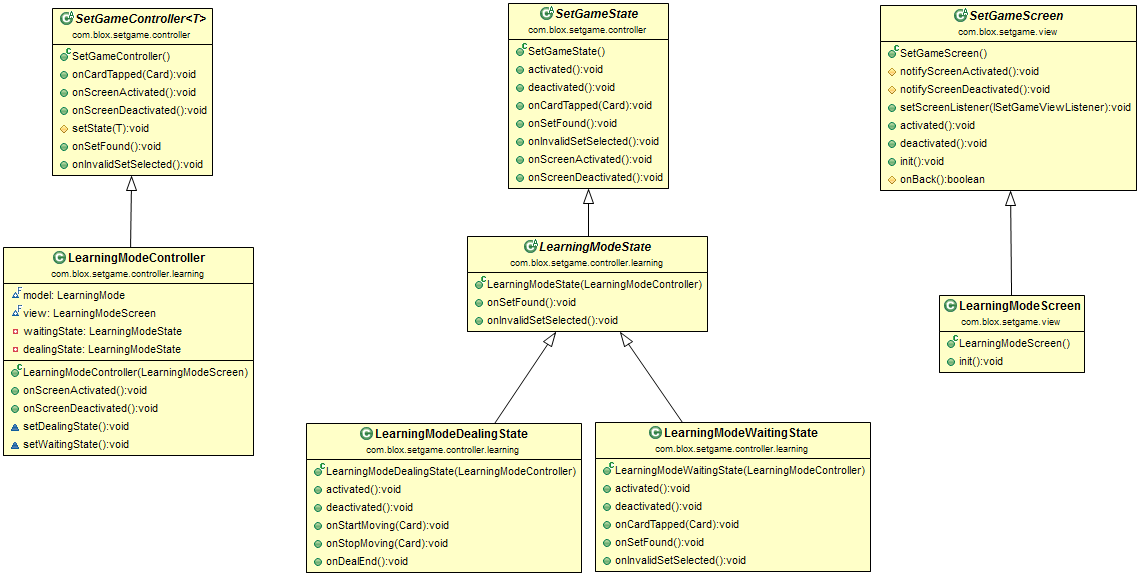 SetGameController<T>
com.blox.setgame.controller
SetGameController()
onCardTapped(Card):void
onScreenActivated():void
onScreenDeactivated():void
setState(T):void
onSetFound():void
onInvalidSetSelected():void
SetGameState
com.blox.setgame.controller
SetGameState()
activated():void
deactivated():void
onCardTapped(Card):void
onSetFound():void
onInvalidSetSelected():void
onScreenActivated():void
onScreenDeactivated():void
SetGameScreen
com.blox.setgame.view
SetGameScreen()
notifyScreenActivated():void
notifyScreenDeactivated():void
setScreenListener(ISetGameViewListener):void
activated():void
deactivated():void
init():void
onBack():boolean
LearningModeController
com.blox.setgame.controller.learning
model: LearningMode
view: LearningModeScreen
waitingState: LearningModeState
dealingState: LearningModeState
LearningModeController(LearningModeScreen)
onScreenActivated():void
onScreenDeactivated():void
setDealingState():void
setWaitingState():void
LearningModeState
com.blox.setgame.controller.learning
LearningModeState(LearningModeController)
onSetFound():void
onInvalidSetSelected():void
LearningModeScreen
com.blox.setgame.view
LearningModeScreen()
init():void
LearningModeDealingState
com.blox.setgame.controller.learning
LearningModeDealingState(LearningModeController)
activated():void
deactivated():void
onStartMoving(Card):void
onStopMoving(Card):void
onDealEnd():void
LearningModeWaitingState
com.blox.setgame.controller.learning
LearningModeWaitingState(LearningModeController)
activated():void
deactivated():void
onCardTapped(Card):void
onSetFound():void
onInvalidSetSelected():void